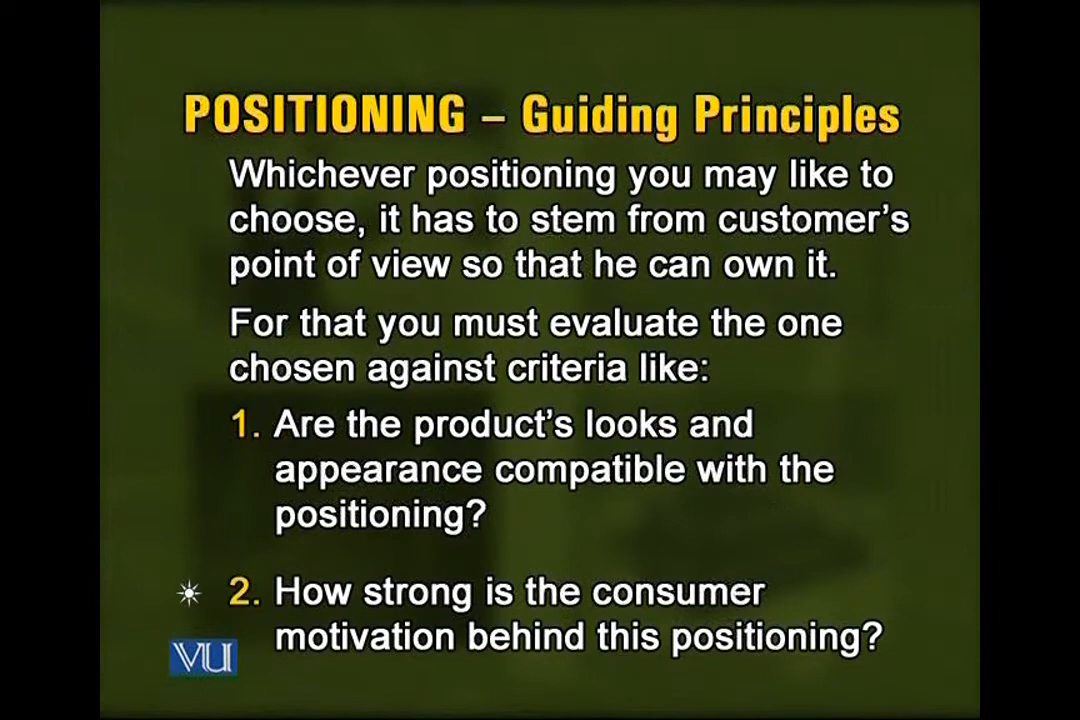 POSITIONING – Guiding Principles
Whichever positioning you may like to
choose, it has to stem from customer’s
point of view so that he can own it.
For that you must evaluate the one
chosen against criteria like:
1. Are the product’s looks and
appearance compatible with the
positioning?
2. How strong is the consumer
motivation behind this positioning?
VU